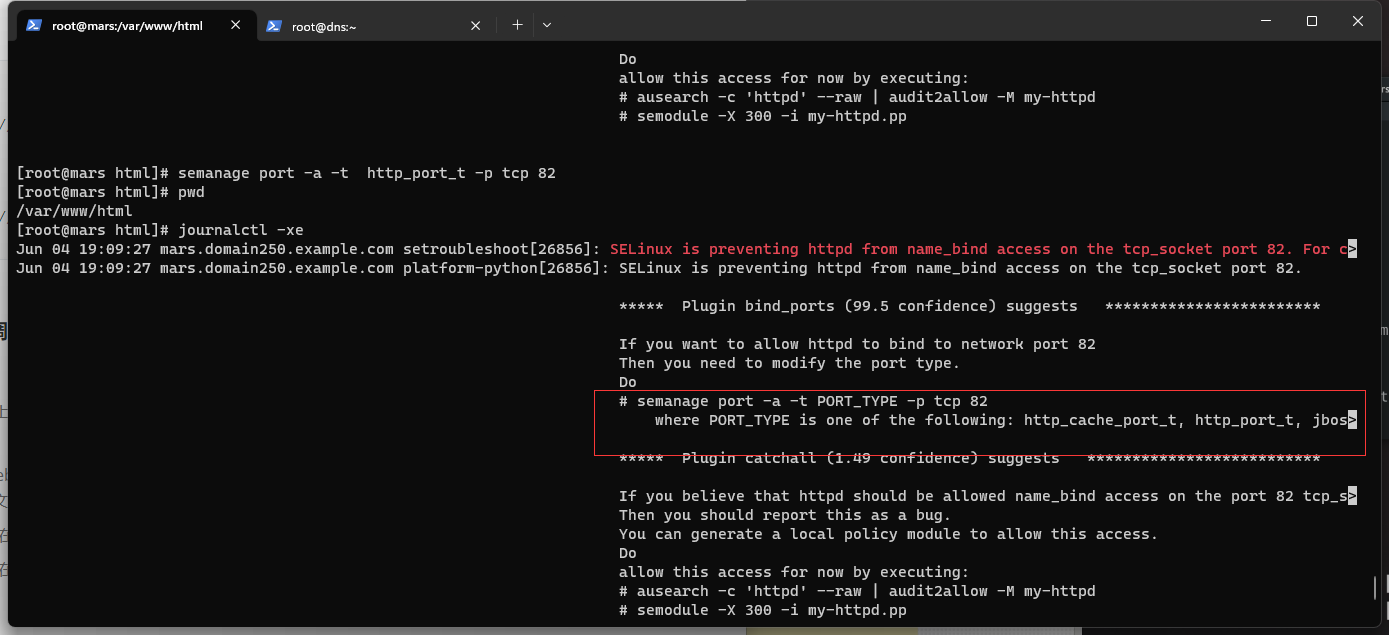 root@mars:/var/www/html
root@dns:~
Do
allow this access for now by executing:
# ausearch -c 'httpd' --raw | audit2allow -M my-httpd
# semodule -X 300 -i my-httpd.pp
[root@mars html]# semanage port -a -t  http_port_t -p tcp 82
[root@mars html]# pwd
/var/www/html
[root@mars html]# journalctl -xe
Jun 04 19:09:27 mars.domain250.example.com setroubleshoot[26856]: SELinux is preventing httpd from name_bind access on the tcp_socket port 82. For c>
Jun 04 19:09:27 mars.domain250.example.com platform-python[26856]: SELinux is preventing httpd from name_bind access on the tcp_socket port 82.
*****  Plugin bind_ports (99.5 confidence) suggests   ************************
If you want to allow httpd to bind to network port 82
Then you need to modify the port type.
Do
# semanage port -a -t PORT_TYPE -p tcp 82
where PORT_TYPE is one of the following: http_cache_port_t, http_port_t, jbos>
*****  Plugin catchall (1.49 confidence) suggests   **************************
If you believe that httpd should be allowed name_bind access on the port 82 tcp_s>
Then you should report this as a bug.
You can generate a local policy module to allow this access.
Do
allow this access for now by executing:
# ausearch -c 'httpd' --raw | audit2allow -M my-httpd
# semodule -X 300 -i my-httpd.pp